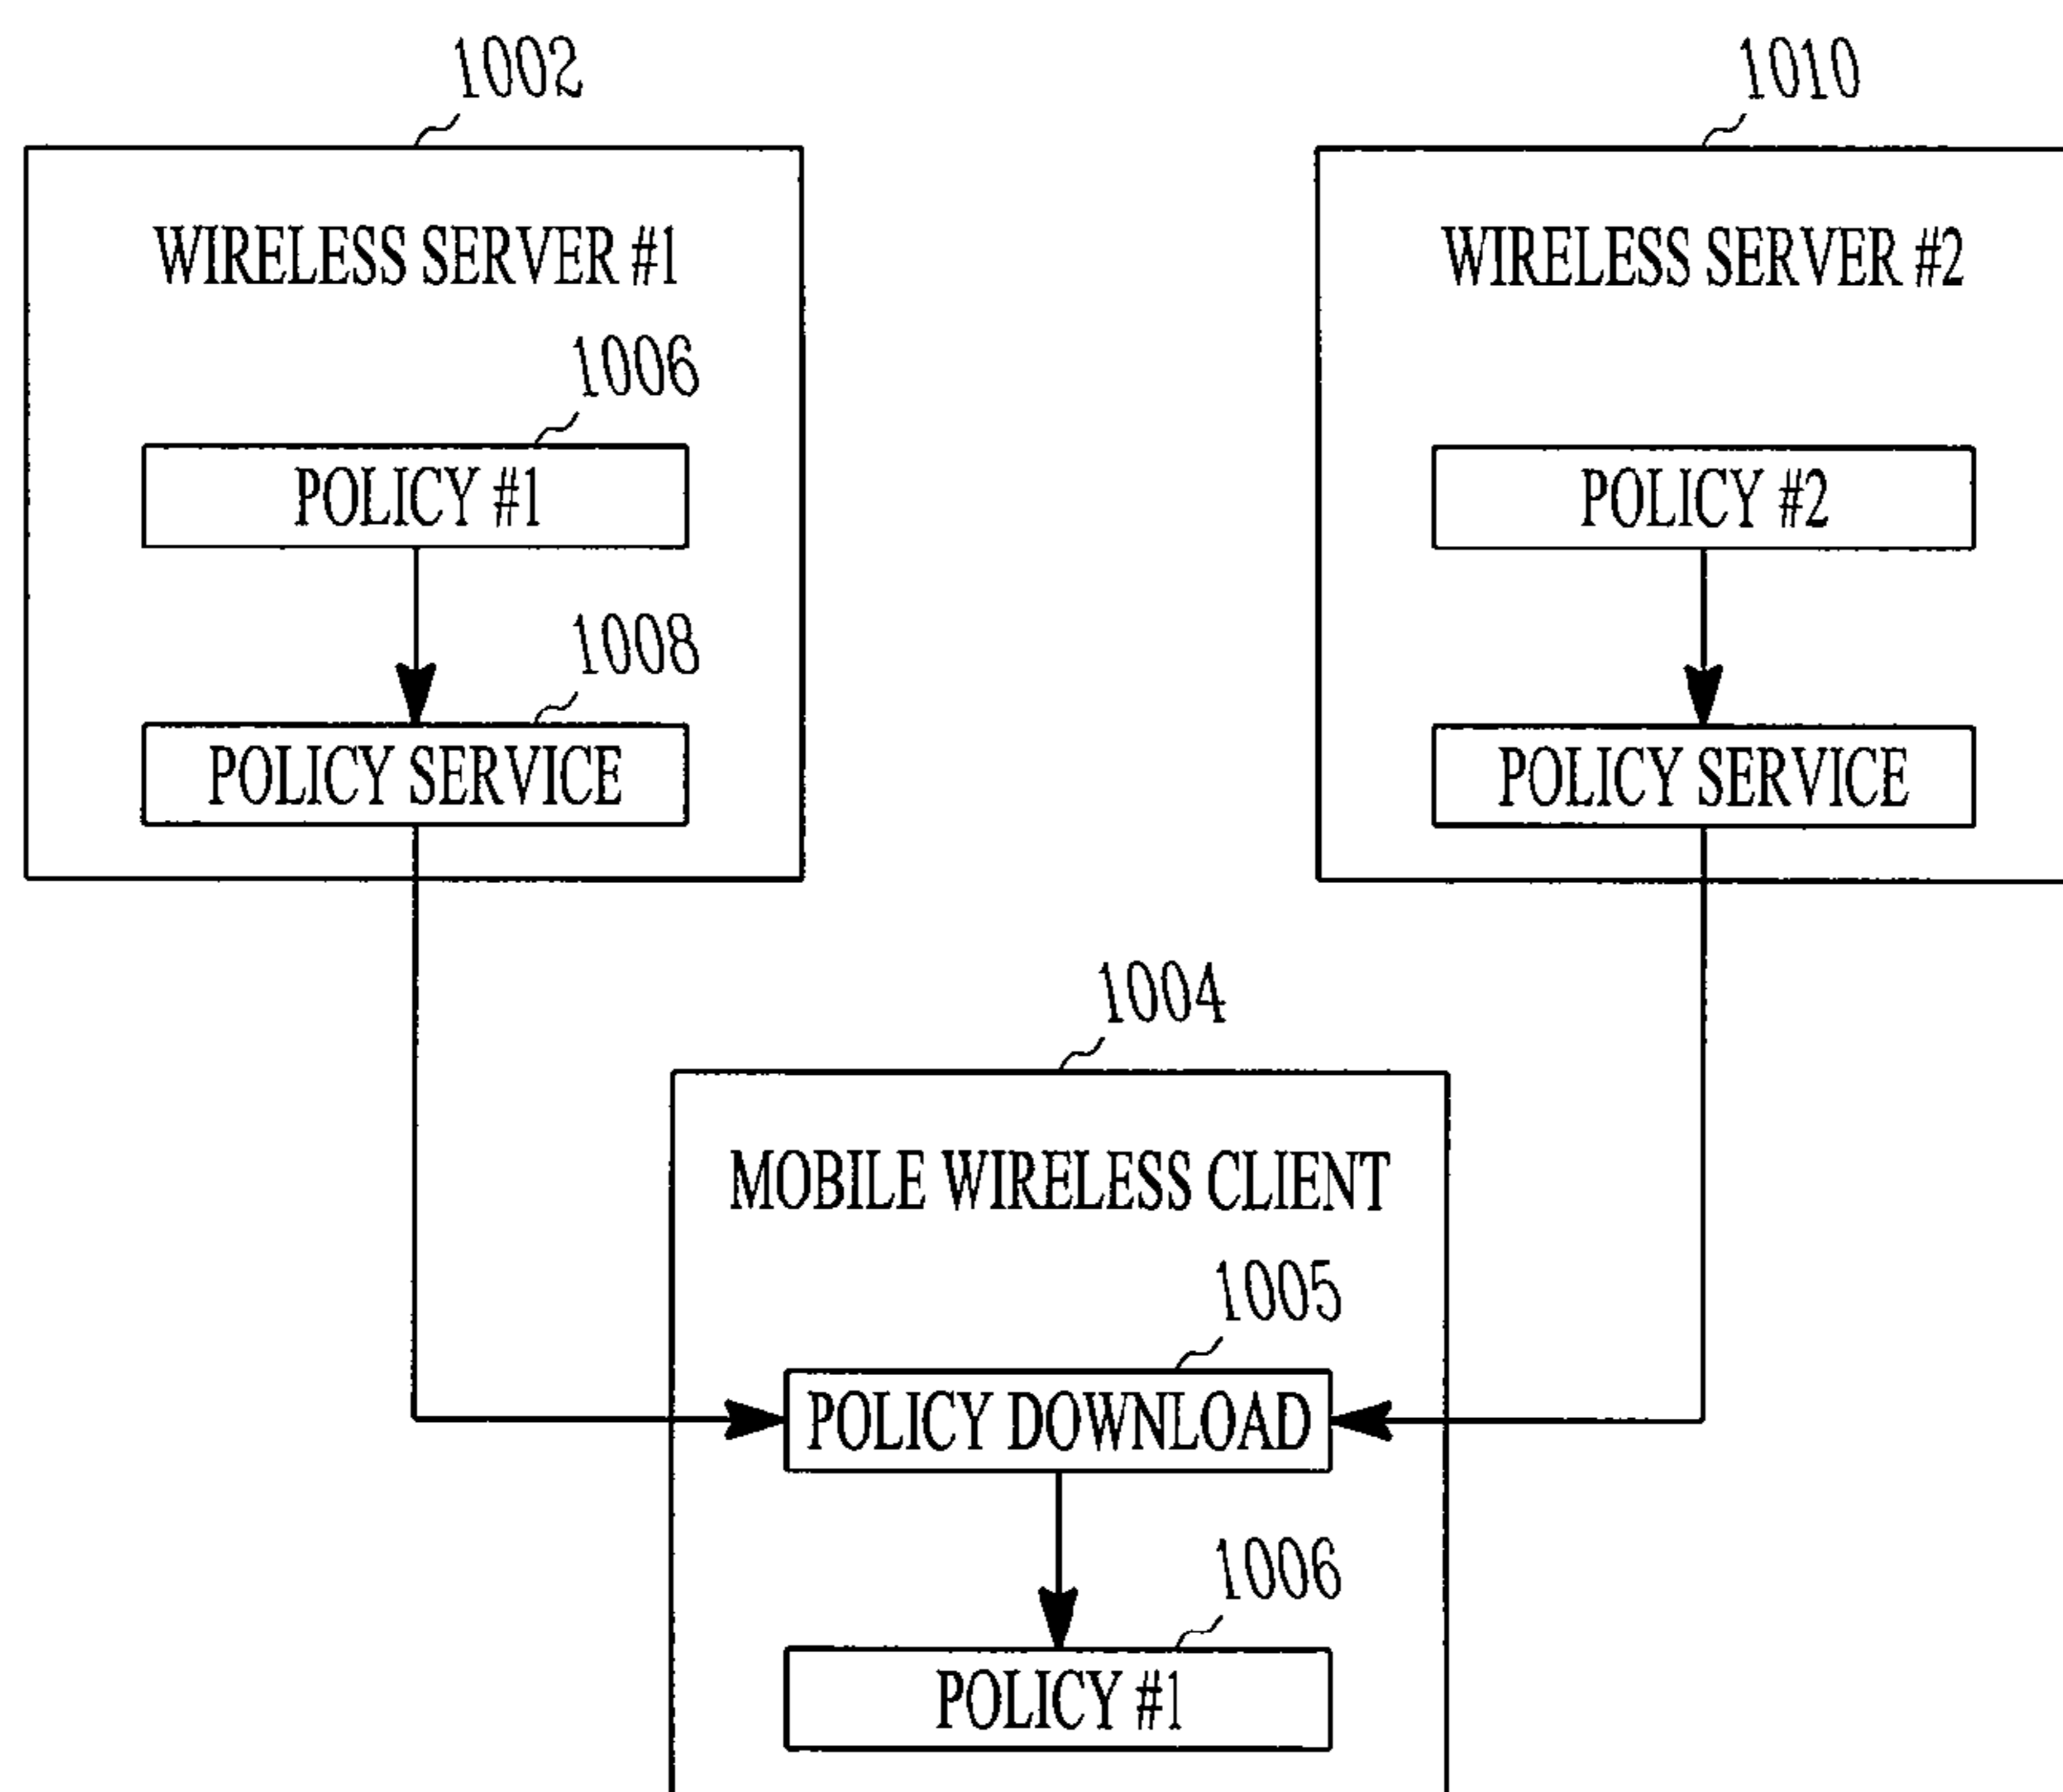 1002
1010
WIRELESS SERVER #1
WIRELESS SERVER #2
1006
POLICY #1
POLICY #2
1008
POLICY SERVICE
POLICY SERVICE
1004
MOBILE WIRELESS CLIENT
1005
POLICY DOWNLOAD
1006
POLICY #1